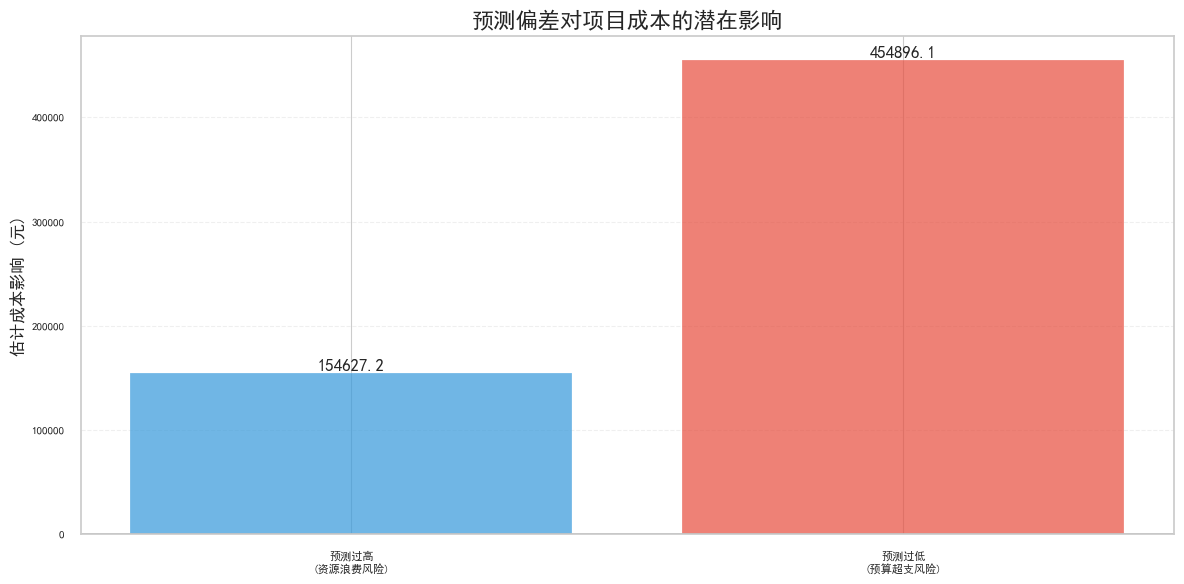 预测偏差对项目成本的潜在影响
估计成本影响 (元)
400000
300000
200000
100000
0
154627.2
454896.1
预测过高
(资源浪费风险)
预测过低
(预算超支风险)